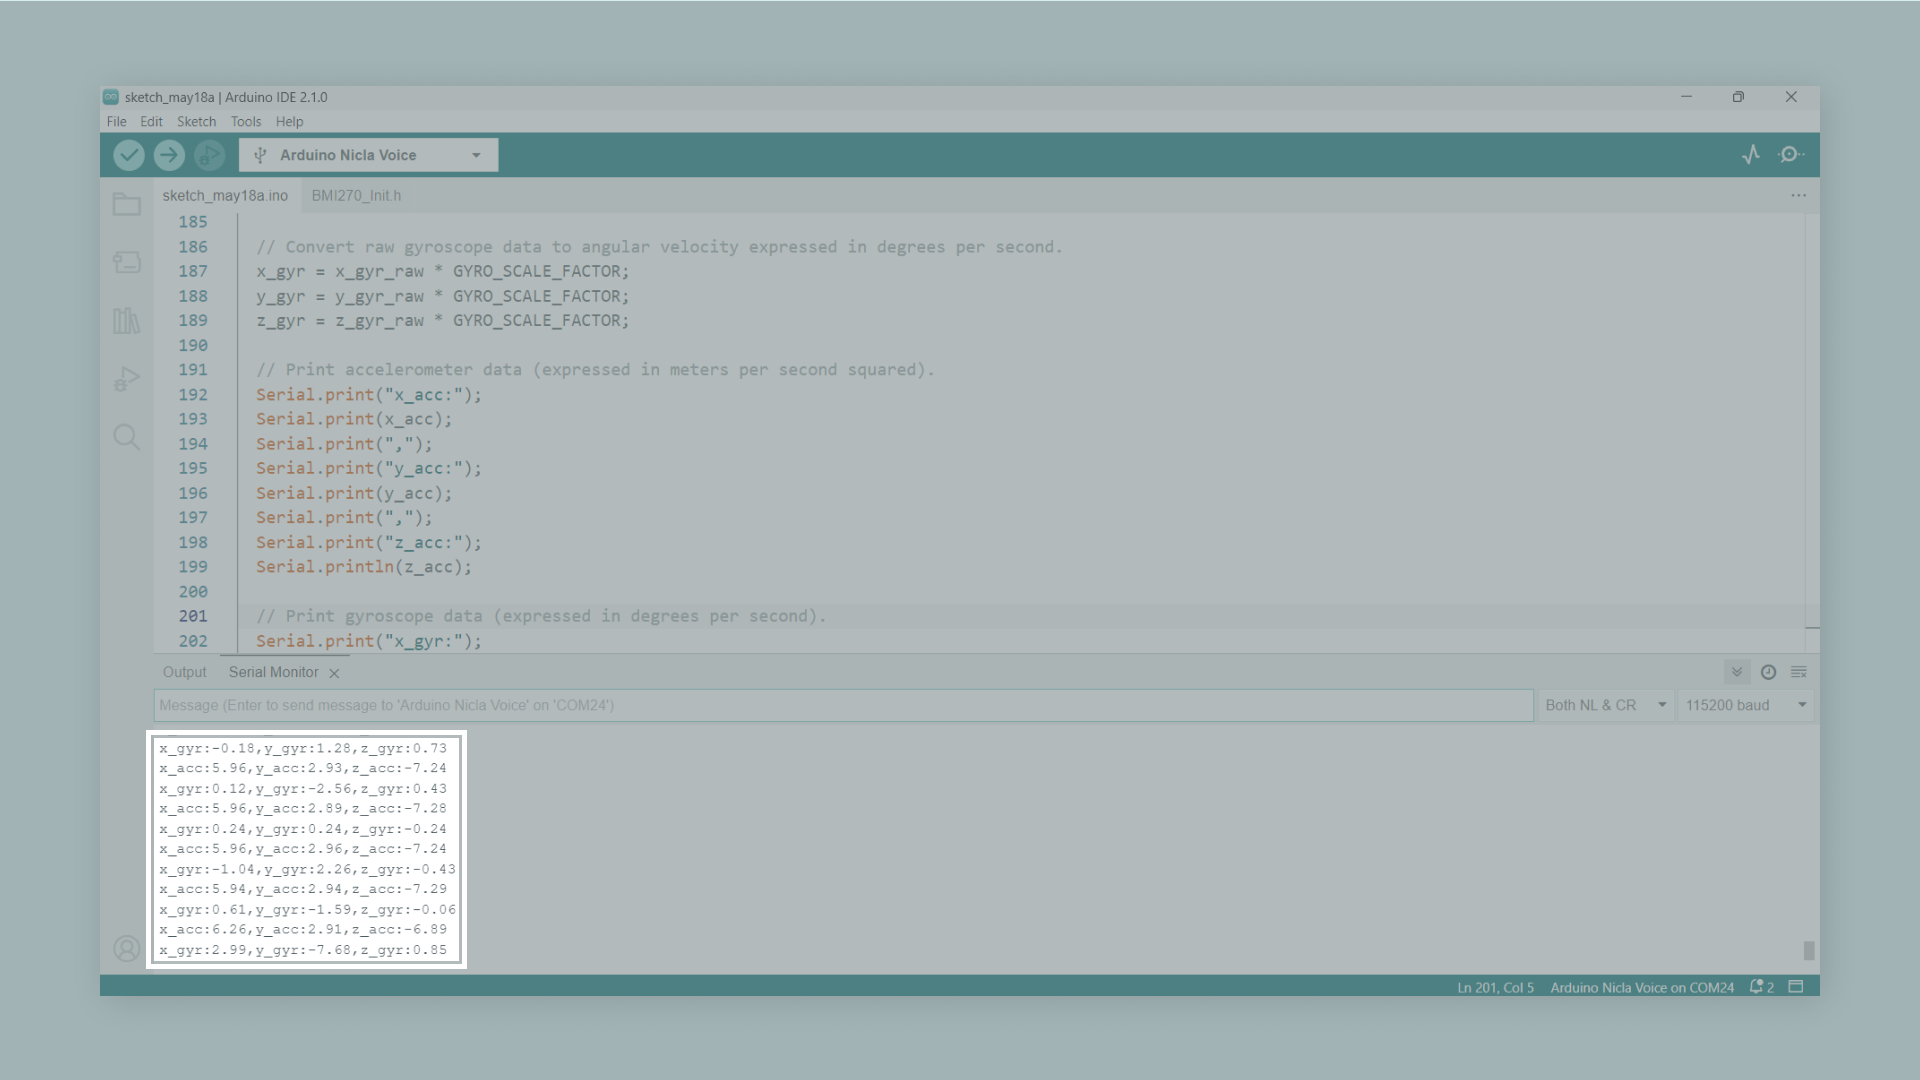 sketch_may18a | Arduino IDE 2.1.0
File Edit Sketch Tools Help
Arduino Nicla Voice
sketch_may18a.ino BMI270_Init.h
185
186 // Convert raw gyroscope data to angular velocity expressed in degrees per second.
187 x_gyr = x_gyr_raw * GYRO_SCALE_FACTOR;
188 y_gyr = y_gyr_raw * GYRO_SCALE_FACTOR;
189 z_gyr = z_gyr_raw * GYRO_SCALE_FACTOR;
190
191 // Print accelerometer data (expressed in meters per second squared).
192 Serial.print("x_acc:");
193 Serial.print(x_acc);
194 Serial.print(",");
195 Serial.print("y_acc:");
196 Serial.print(y_acc);
197 Serial.print(",");
198 Serial.print("z_acc:");
199 Serial.println(z_acc);
200
201 // Print gyroscope data (expressed in degrees per second).
202 Serial.print("x_gyr:");
Output Serial Monitor
Message (Enter to send message to 'Arduino Nicla Voice' on 'COM24') Both NL & CR 115200 baud
x_gyr:-0.18,y_gyr:1.28,z_gyr:0.73
x_acc:5.96,y_acc:2.93,z_acc:-7.24
x_gyr:0.12,y_gyr:-2.56,z_gyr:0.43
x_acc:5.96,y_acc:2.89,z_acc:-7.28
x_gyr:0.24,y_gyr:0.24,z_gyr:-0.24
x_acc:5.96,y_acc:2.96,z_acc:-7.24
x_gyr:-1.04,y_gyr:2.26,z_gyr:-0.43
x_acc:5.94,y_acc:2.94,z_acc:-7.29
x_gyr:0.61,y_gyr:-1.59,z_gyr:-0.06
x_acc:6.26,y_acc:2.91,z_acc:-6.89
x_gyr:2.99,y_gyr:-7.68,z_gyr:0.85
Ln 201, Col 5 Arduino Nicla Voice on COM24 2